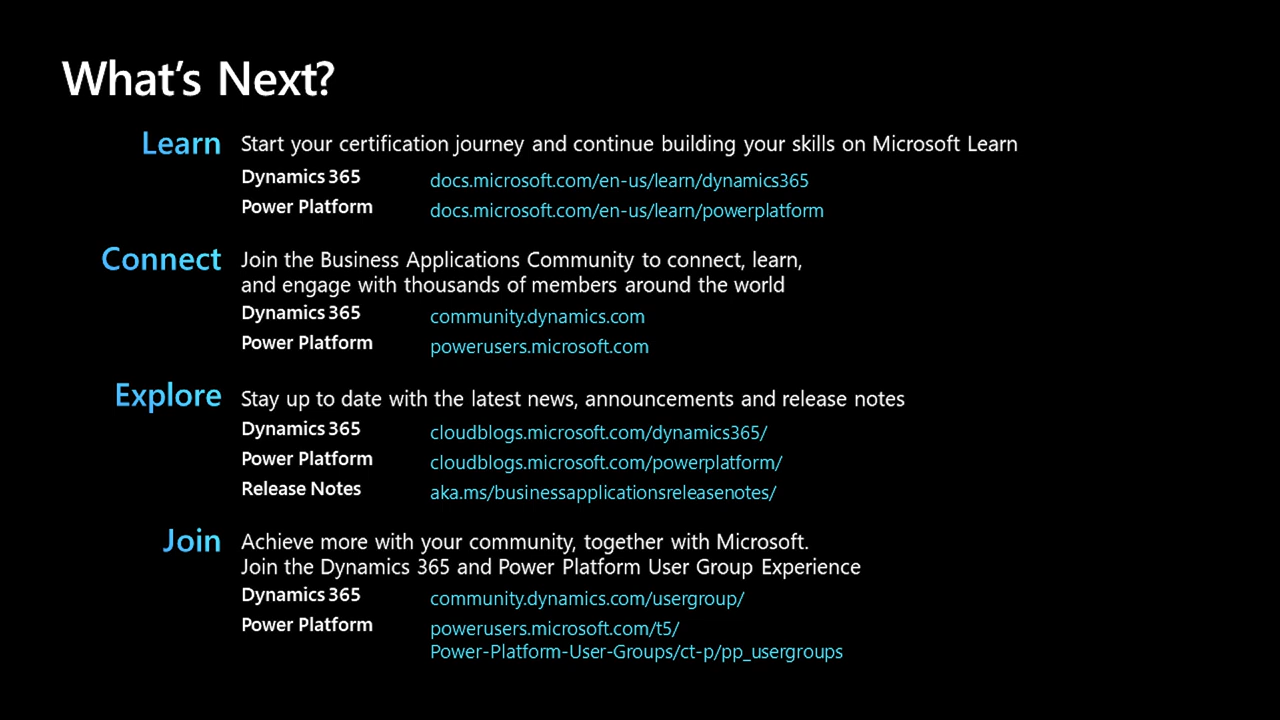 What's Next?
Learn Start your certification journey and continue building your skills on Microsoft Learn
Dynamics 365 docs.microsoft.com/en-us/learn/dynamics365
Power Platform docs.microsoft.com/en-us/learn/powerplatform
Connect Join the Business Applications Community to connect, learn,
and engage with thousands of members around the world
Dynamics 365 community.dynamics.com
Power Platform powerusers.microsoft.com
Explore Stay up to date with the latest news, announcements and release notes
Dynamics 365 cloudblogs.microsoft.com/dynamics365/
Power Platform cloudblogs.microsoft.com/powerplatform/
Release Notes aka.ms/businessapplicationsreleasenotes/
Join Achieve more with your community, together with Microsoft.
Join the Dynamics 365 and Power Platform User Group Experience
Dynamics 365 community.dynamics.com/usergroup/
Power Platform powerusers.microsoft.com/t5/
Power-Platform-User-Groups/ct-p/pp_usergroups